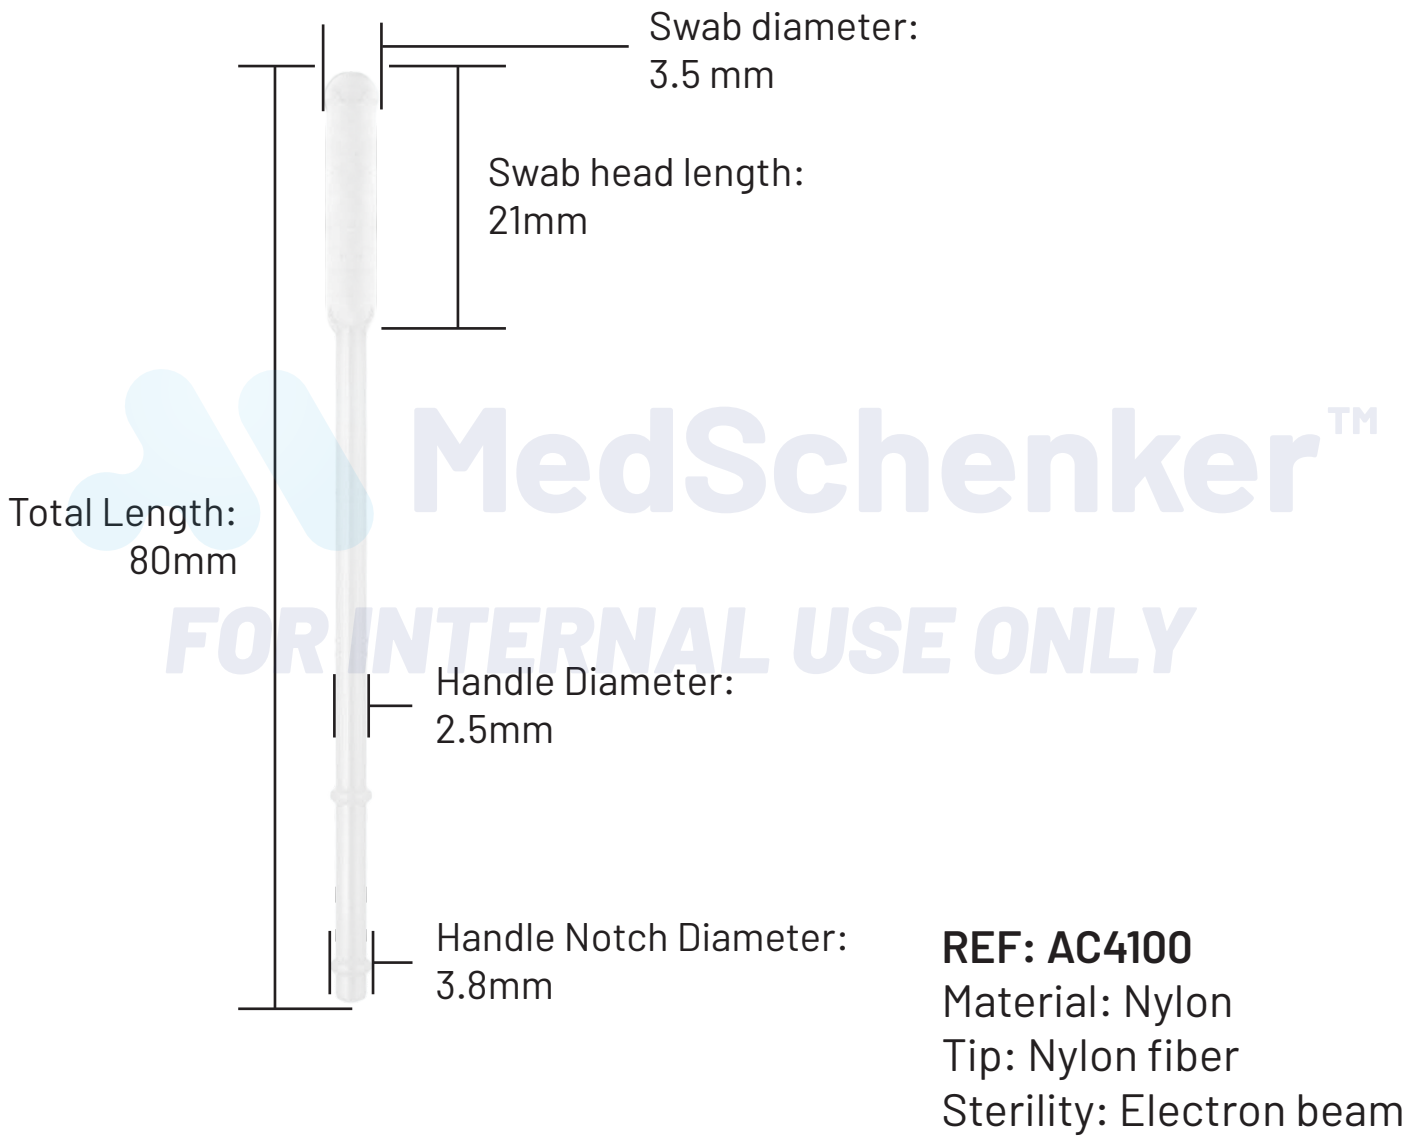 Swab diameter:
3.5 mm
Swab head length:
21mm
MedSchenker™
Total Length:
80mm
FOR INTERNAL USE ONLY
Handle Diameter:
2.5mm
Handle Notch Diameter:
3.8mm
REF: AC4100
Material: Nylon
Tip: Nylon fiber
Sterility: Electron beam